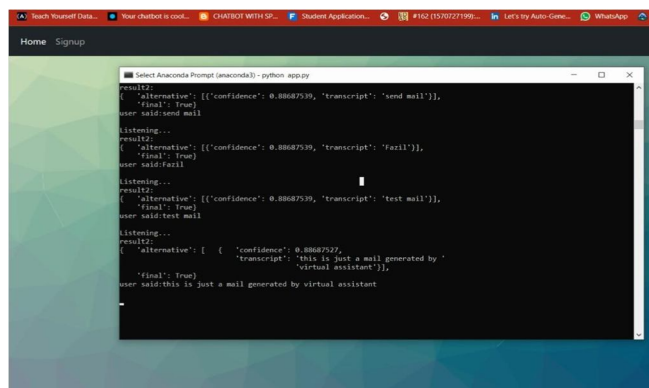 Teach Yourself Data... Your chatbot is cool... CHATBOT WITH SP... Student Application... #162 (1570727199):... Let's try Auto-Gene... WhatsApp
Home Signup
Select Anaconda Prompt (anaconda3) - python app.py
result2:
{ 'alternative': [{'confidence': 0.88687539, 'transcript': 'send mail'}],
'final': True}
user said:send mail
Listening...
result2:
{ 'alternative': [{'confidence': 0.88687539, 'transcript': 'Fazil'}],
'final': True}
user said:Fazil
Listening...
result2:
{ 'alternative': [{'confidence': 0.88687539, 'transcript': 'test mail'}],
'final': True}
user said:test mail
Listening...
result2:
{ 'alternative': [ { 'confidence': 0.88687527,
'transcript': 'this is just a mail generated by '
'virtual assistant'}],
'final': True}
user said:this is just a mail generated by virtual assistant